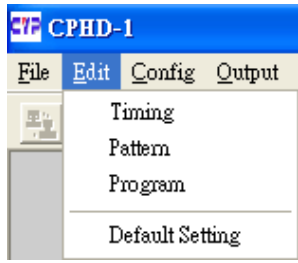 CYP CPHD-1
File Edit Config Output
Timing
Pattern
Program
Default Setting